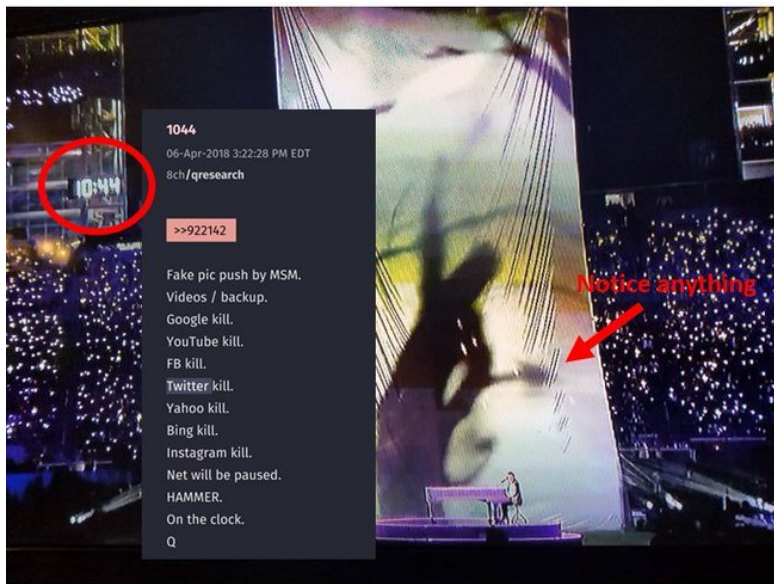 10:44
1044
06-Apr-2018 3:22:28 PM EDT
8ch/qresearch
>>922142
Fake pic push by MSM.
Videos / backup.
Google kill.
YouTube kill.
FB kill.
Twitter kill.
Yahoo kill.
Bing kill.
Instagram kill.
Net will be paused.
HAMMER.
On the clock.
Q
Notice anything